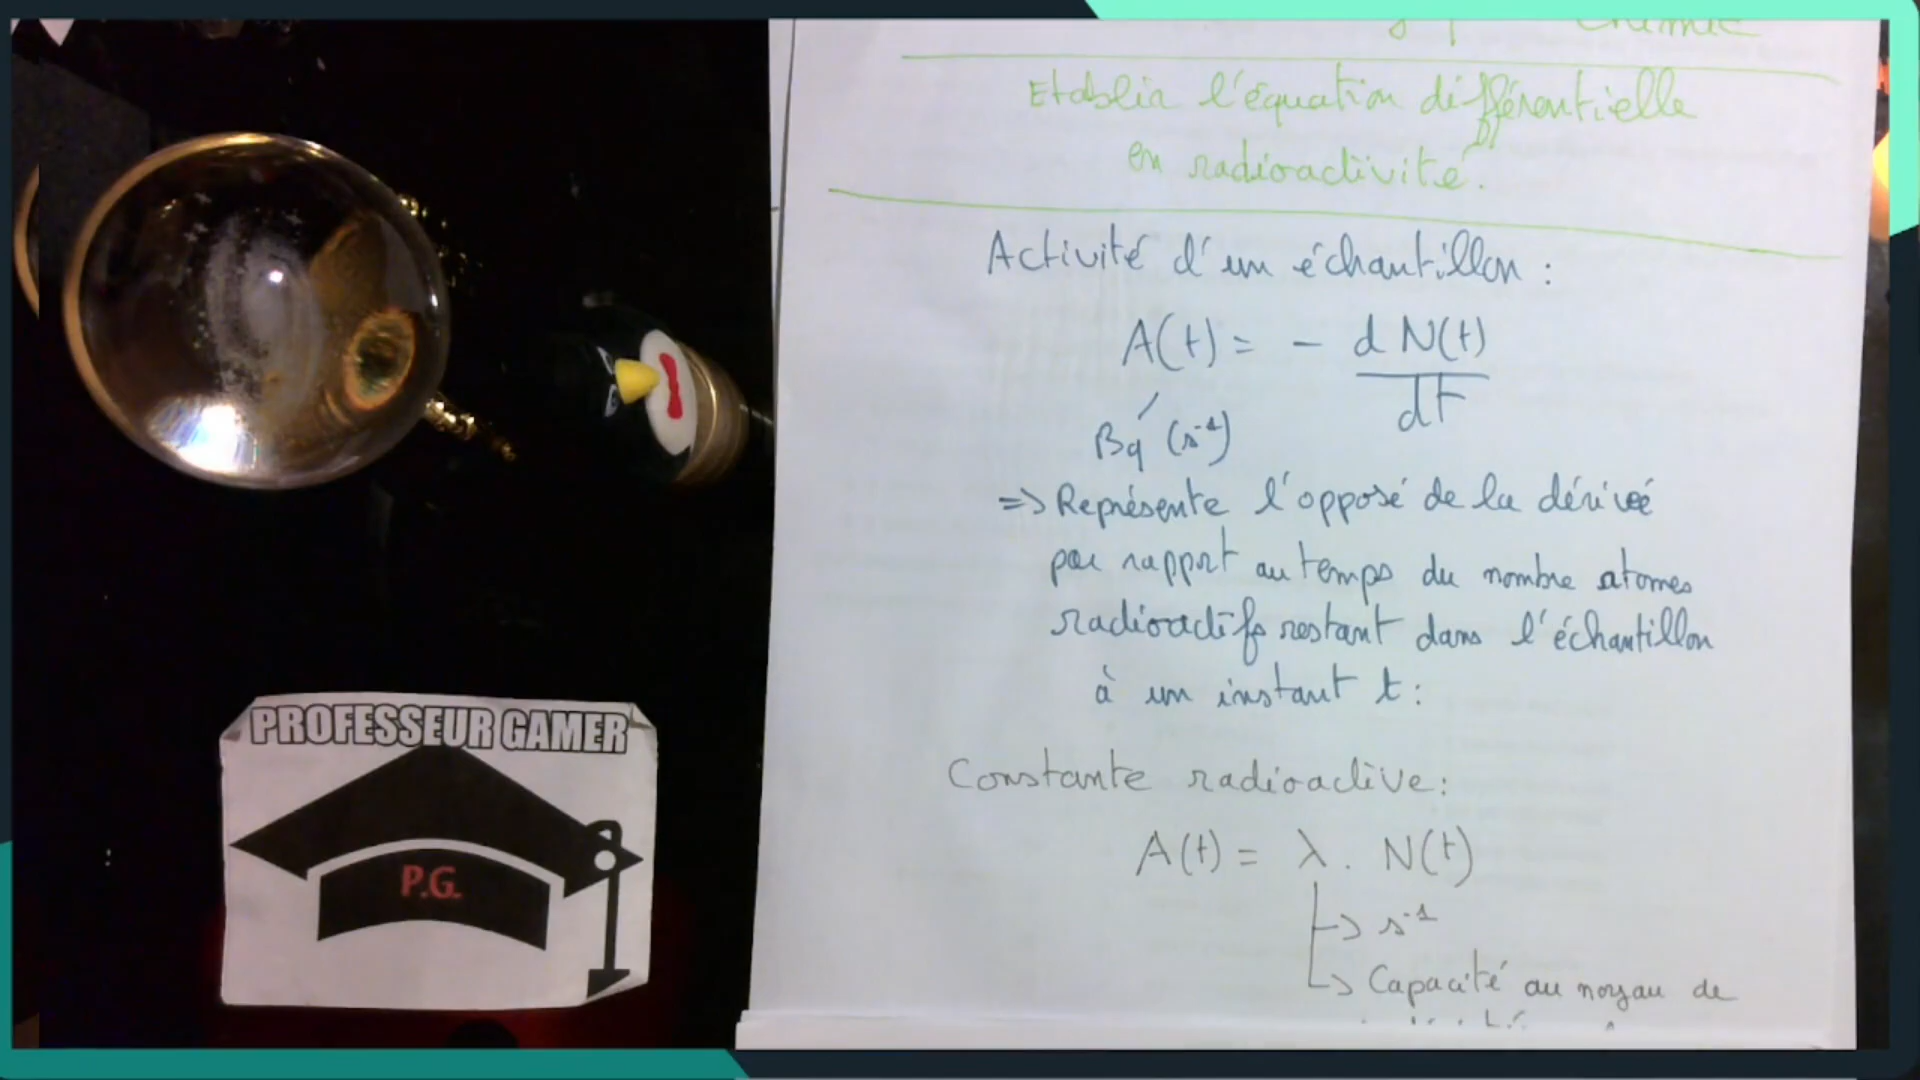 Chimie
Etablir l'équation différentielle
en radioactivité.
Activité d'un échantillon :
A(t) = - d N(t)
dt
Bq (s⁻¹)
=> Représente l'opposé de la dérivée
par rapport au temps du nombre atomes
radioactifs restant dans l'échantillon
à un instant t :
Constante radioactive :
A(t) = λ . N(t)
↳ s⁻¹
↳ Capacité au noyau de
PROFESSEUR GAMER
P.G.